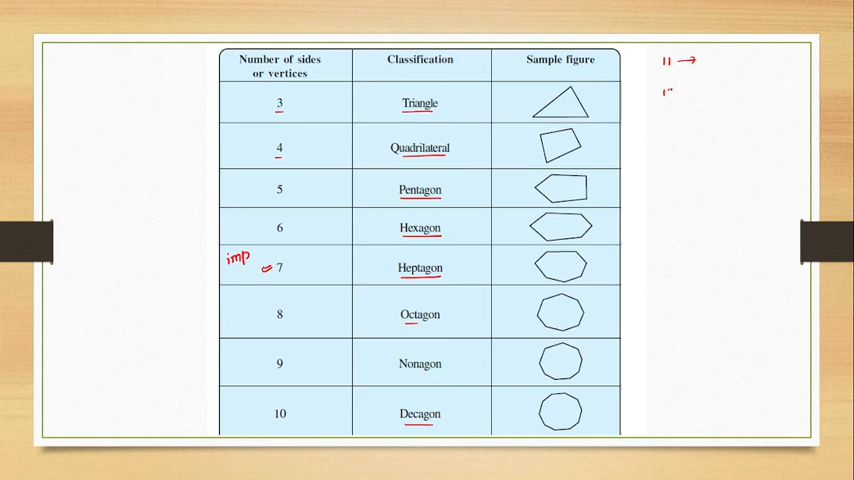 Number of sides or vertices Classification Sample figure
3 Triangle
4 Quadrilateral
5 Pentagon
6 Hexagon
imp 7 Heptagon
8 Octagon
9 Nonagon
10 Decagon
11 →